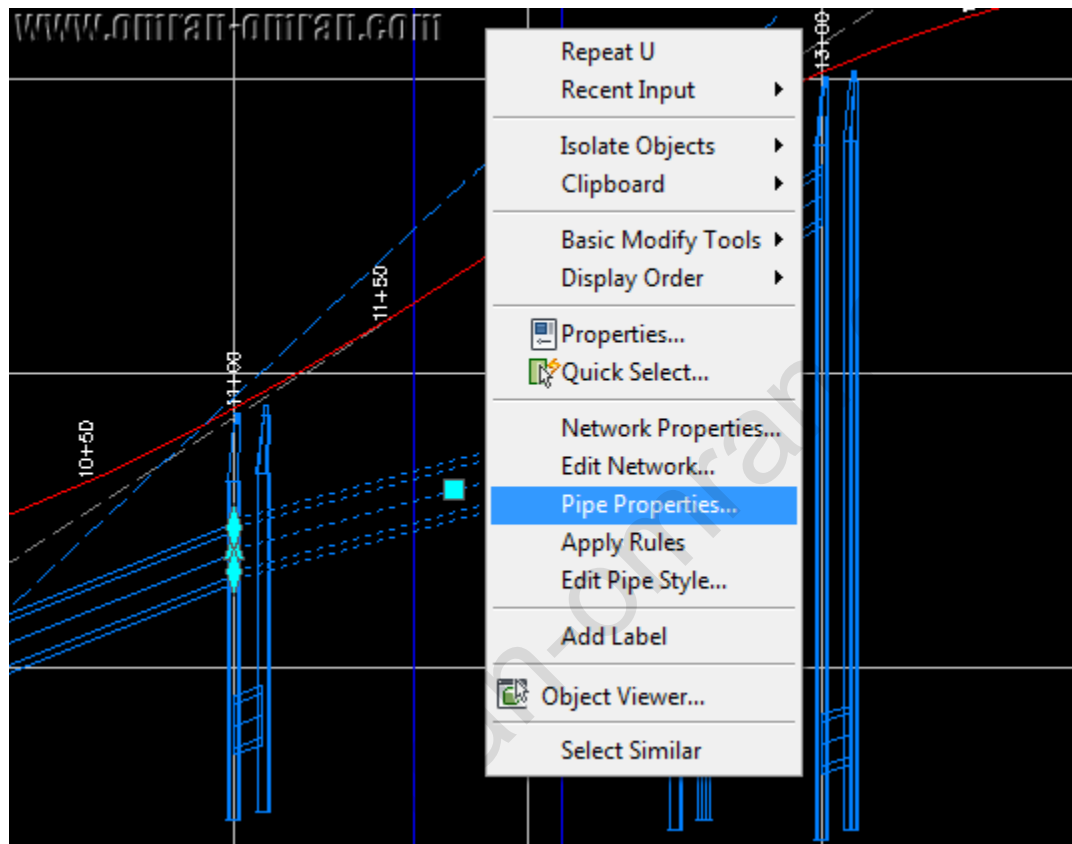 www.omran-omran.com
13+00
11+50
11+00
10+50
Repeat U
Recent Input
Isolate Objects
Clipboard
Basic Modify Tools
Display Order
Properties...
Quick Select...
Network Properties...
Edit Network...
Pipe Properties...
Apply Rules
Edit Pipe Style...
Add Label
Object Viewer...
Select Similar
an-omran